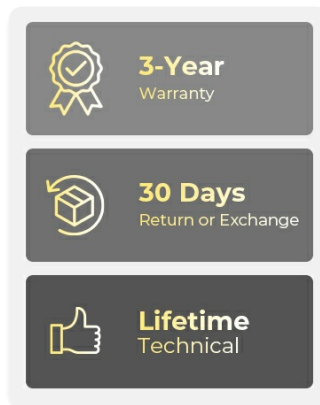 3-Year
Warranty
30 Days
Return or Exchange
Lifetime
Technical